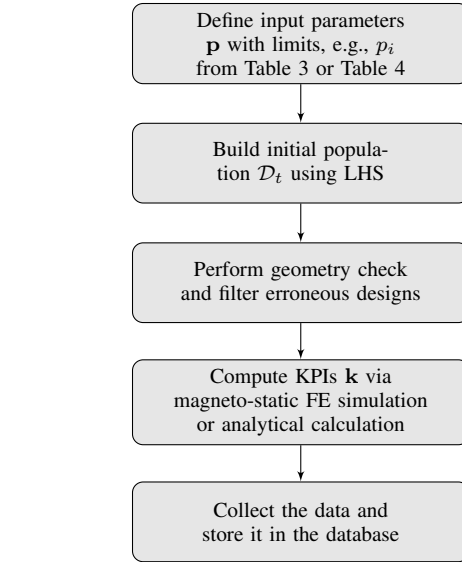 Define input parameters
p with limits, e.g., p_i
from Table 3 or Table 4
Build initial popula-
tion 𝒟_t using LHS
Perform geometry check
and filter erroneous designs
Compute KPIs k via
magneto-static FE simulation
or analytical calculation
Collect the data and
store it in the database